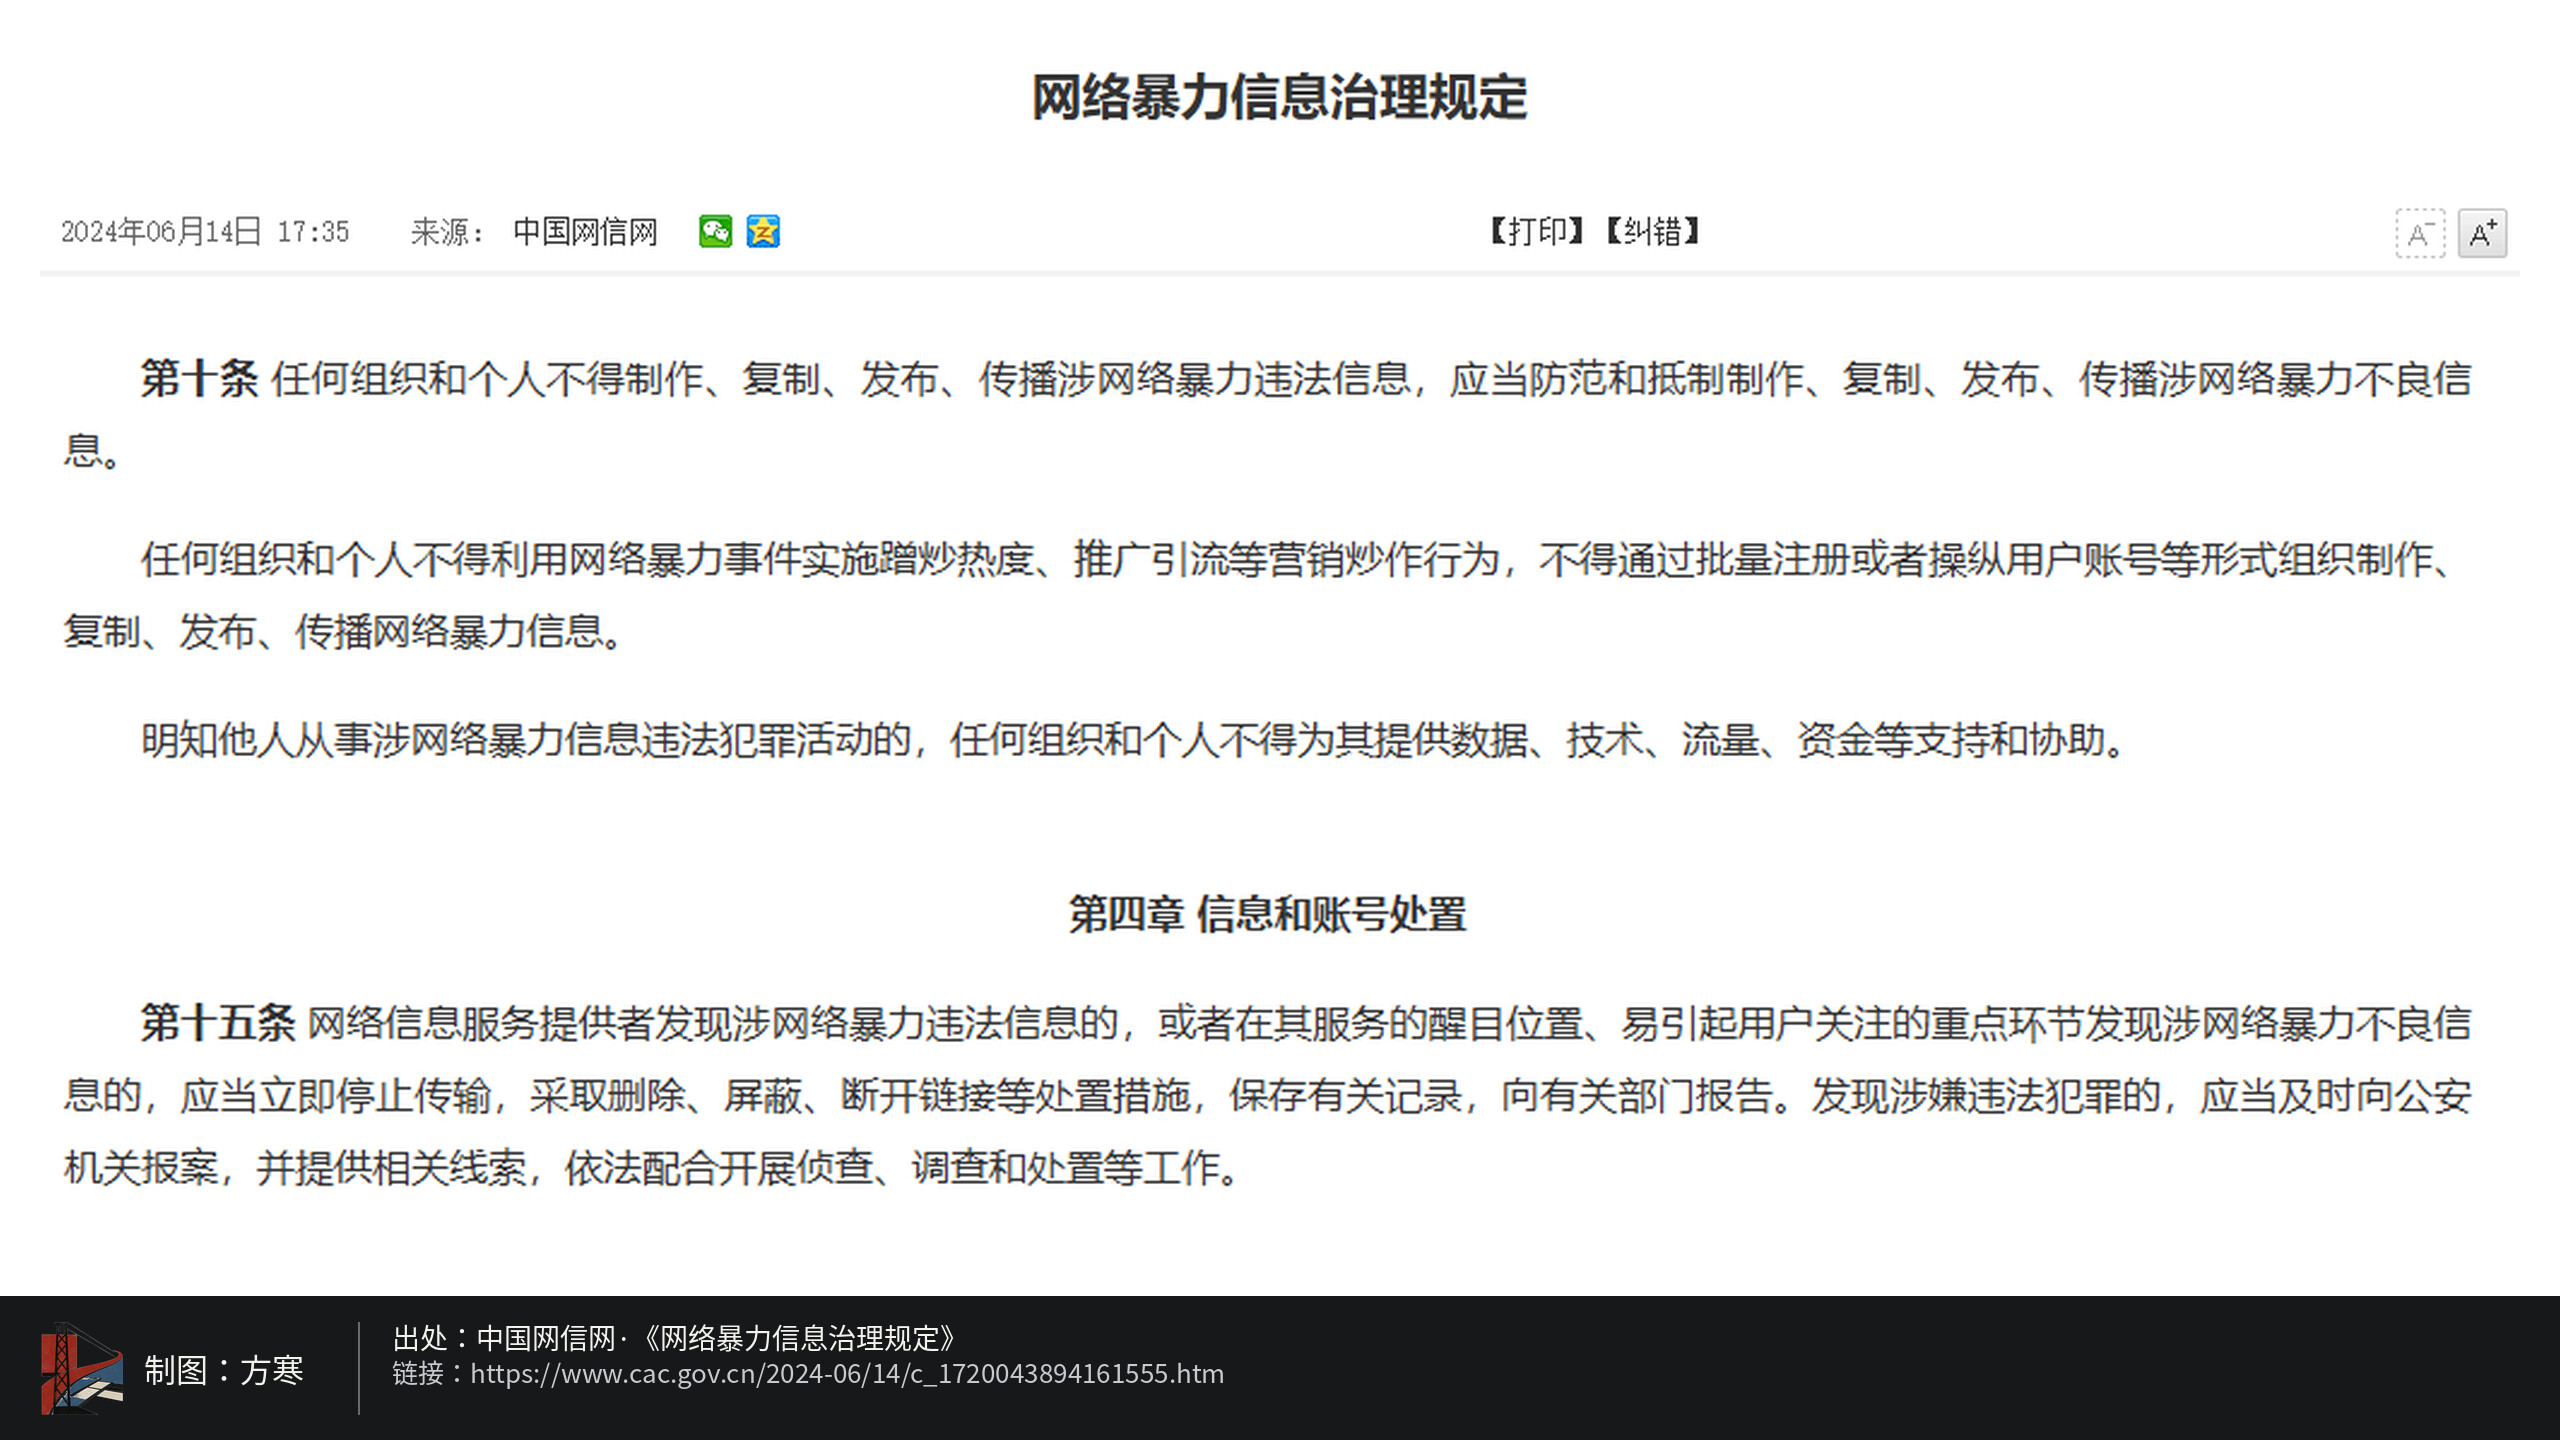 网络暴力信息治理规定
2024年06月14日 17:35 来源： 中国网信网 【打印】【纠错】 A- A+
第十条 任何组织和个人不得制作、复制、发布、传播涉网络暴力违法信息，应当防范和抵制制作、复制、发布、传播涉网络暴力不良信
息。
任何组织和个人不得利用网络暴力事件实施蹭炒热度、推广引流等营销炒作行为，不得通过批量注册或者操纵用户账号等形式组织制作、
复制、发布、传播网络暴力信息。
明知他人从事涉网络暴力信息违法犯罪活动的，任何组织和个人不得为其提供数据、技术、流量、资金等支持和协助。
第四章 信息和账号处置
第十五条 网络信息服务提供者发现涉网络暴力违法信息的，或者在其服务的醒目位置、易引起用户关注的重点环节发现涉网络暴力不良信
息的，应当立即停止传输，采取删除、屏蔽、断开链接等处置措施，保存有关记录，向有关部门报告。发现涉嫌违法犯罪的，应当及时向公安
机关报案，并提供相关线索，依法配合开展侦查、调查和处置等工作。
制图：方寒
出处：中国网信网·《网络暴力信息治理规定》
链接：https://www.cac.gov.cn/2024-06/14/c_1720043894161555.htm